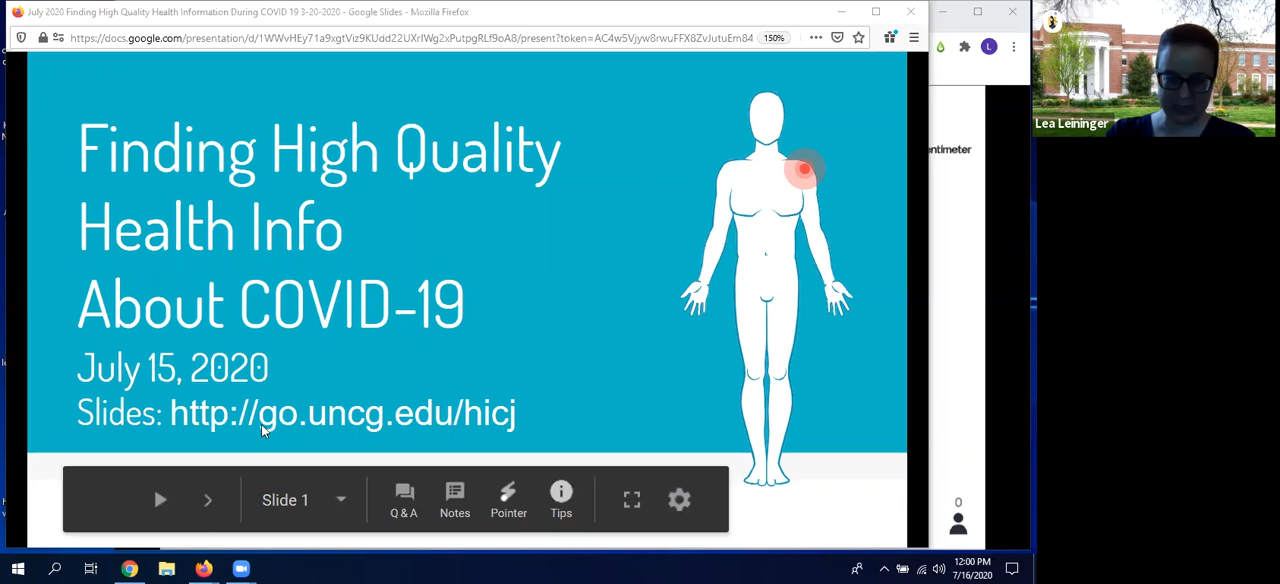 July 2020 Finding High Quality Health Information During COVID 19 3-20-2020 - Google Slides - Mozilla Firefox
https://docs.google.com/presentation/d/1WWvHEy71a9xgtViz9KUdd22UXrIWg2xPutpgRLf9oA8/present?token=AC4w5Vjyw8rwuFFX8ZvJutuEm84
150%
L
Lea Leininger
entimeter
Finding High Quality
Health Info
About COVID-19
July 15, 2020
Slides: http://go.uncg.edu/hicj
Slide 1
Q & A
Notes
Pointer
Tips
0
12:00 PM
7/16/2020